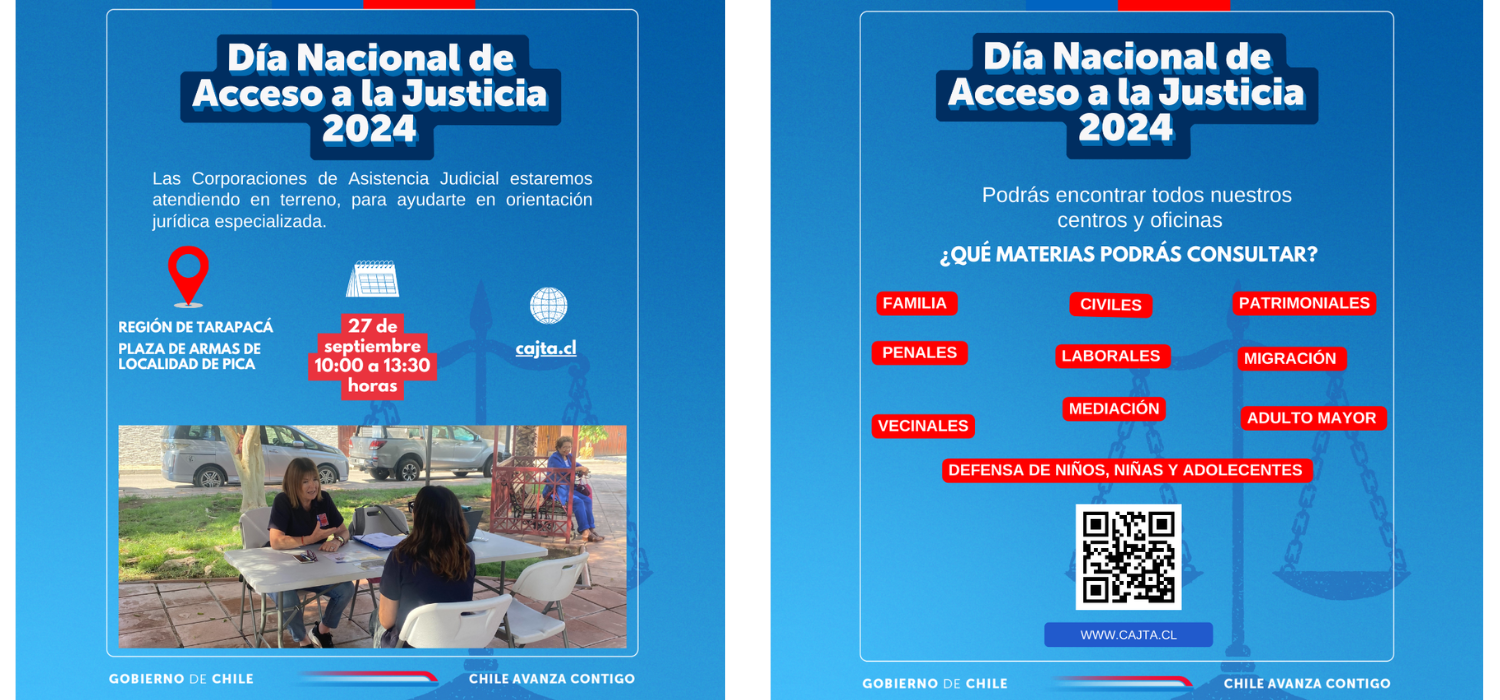 Día Nacional de
Acceso a la Justicia
2024
Las Corporaciones de Asistencia Judicial estaremos
atendiendo en terreno, para ayudarte en orientación
jurídica especializada.
REGIÓN DE TARAPACÁ
PLAZA DE ARMAS DE
LOCALIDAD DE PICA
27 de
septiembre
10:00 a 13:30
horas
cajta.cl
GOBIERNO DE CHILE
CHILE AVANZA CONTIGO
Día Nacional de
Acceso a la Justicia
2024
Podrás encontrar todos nuestros
centros y oficinas
¿QUÉ MATERIAS PODRÁS CONSULTAR?
FAMILIA
CIVILES
PATRIMONIALES
PENALES
LABORALES
MIGRACIÓN
VECINALES
MEDIACIÓN
ADULTO MAYOR
DEFENSA DE NIÑOS, NIÑAS Y ADOLECENTES
WWW.CAJTA.CL
GOBIERNO DE CHILE
CHILE AVANZA CONTIGO